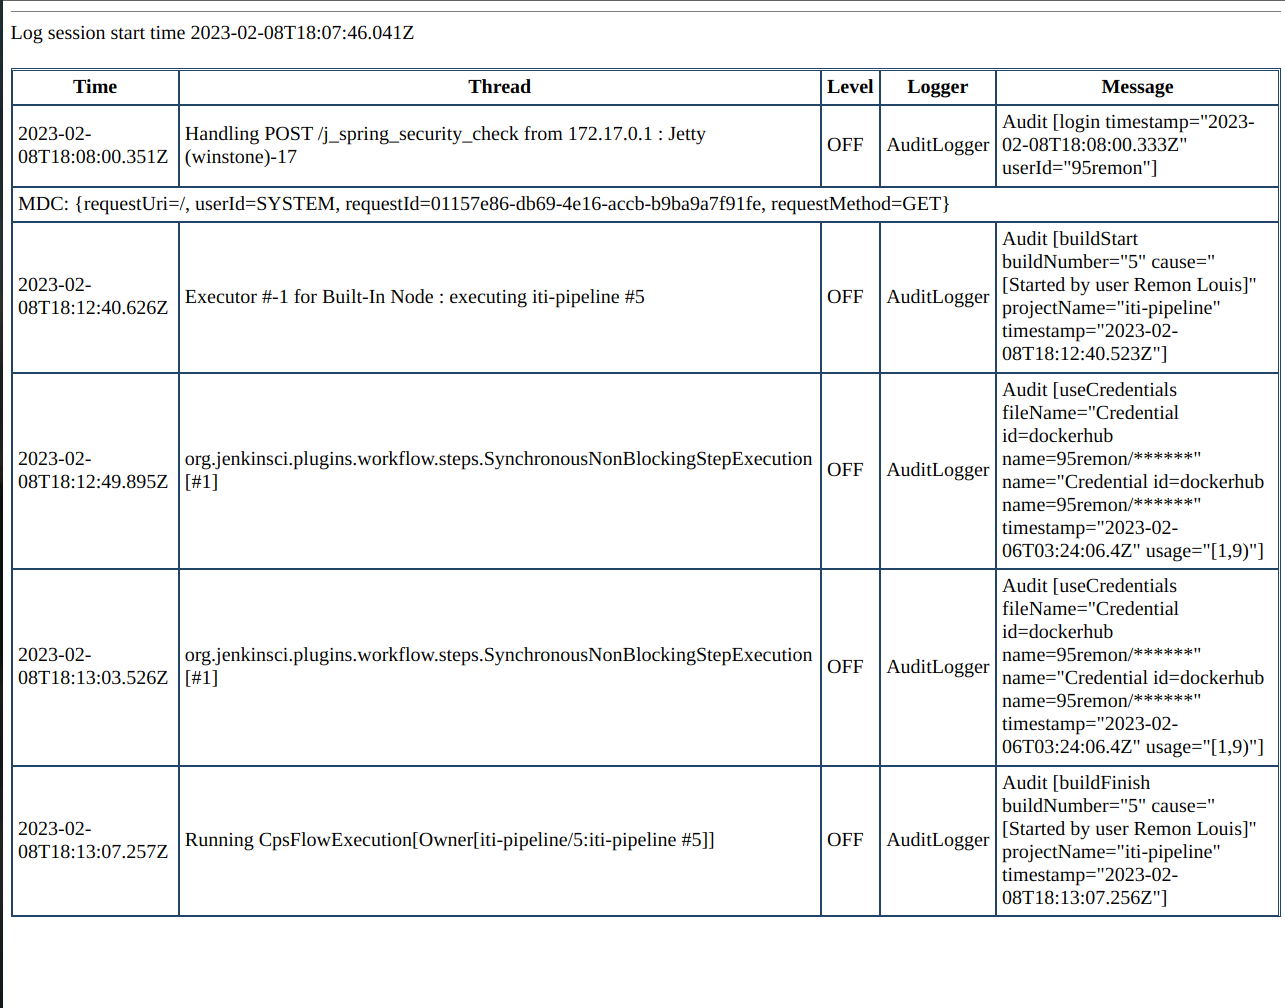 Log session start time 2023-02-08T18:07:46.041Z
Time Thread Level Logger Message
2023-02-
08T18:08:00.351Z
Handling POST /j_spring_security_check from 172.17.0.1 : Jetty
(winstone)-17
OFF
AuditLogger
Audit [login timestamp="2023-
02-08T18:08:00.333Z"
userId="95remon"]
MDC: {requestUri=/, userId=SYSTEM, requestId=01157e86-db69-4e16-accb-b9ba9a7f91fe, requestMethod=GET}
2023-02-
08T18:12:40.626Z
Executor #-1 for Built-In Node : executing iti-pipeline #5
OFF
AuditLogger
Audit [buildStart
buildNumber="5" cause="
[Started by user Remon Louis]"
projectName="iti-pipeline"
timestamp="2023-02-
08T18:12:40.523Z"]
2023-02-
08T18:12:49.895Z
org.jenkinsci.plugins.workflow.steps.SynchronousNonBlockingStepExecution
[#1]
OFF
AuditLogger
Audit [useCredentials
fileName="Credential
id=dockerhub
name=95remon/******"
name="Credential id=dockerhub
name=95remon/******"
timestamp="2023-02-
06T03:24:06.4Z" usage="[1,9)"]
2023-02-
08T18:13:03.526Z
org.jenkinsci.plugins.workflow.steps.SynchronousNonBlockingStepExecution
[#1]
OFF
AuditLogger
Audit [useCredentials
fileName="Credential
id=dockerhub
name=95remon/******"
name="Credential id=dockerhub
name=95remon/******"
timestamp="2023-02-
06T03:24:06.4Z" usage="[1,9)"]
2023-02-
08T18:13:07.257Z
Running CpsFlowExecution[Owner[iti-pipeline/5:iti-pipeline #5]]
OFF
AuditLogger
Audit [buildFinish
buildNumber="5" cause="
[Started by user Remon Louis]"
projectName="iti-pipeline"
timestamp="2023-02-
08T18:13:07.256Z"]